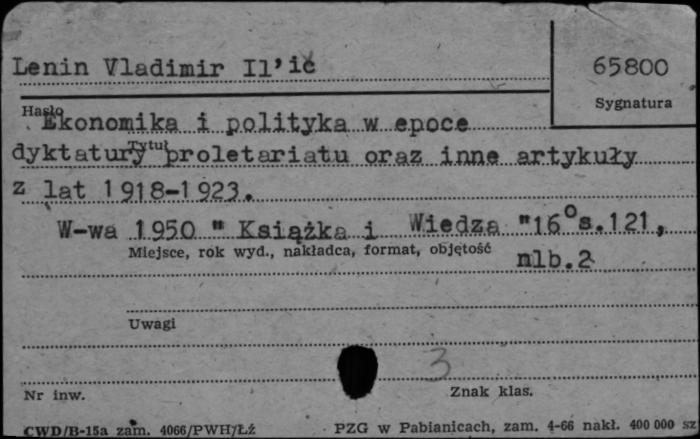 Lenin Vladimir Il'ič
65800
Sygnatura
Hasło
Ekonomika i polityka w epoce
Tytuł
dyktatury proletariatu oraz inne artykuły
z lat 1918-1923.
W-wa 1950 " Książka i Wiedza "16° s.121,
Miejsce, rok wyd., nakładca, format, objętość
nlb.2
Uwagi
3
Nr inw.
Znak klas.
CWD/B-15a zam. 4066/PWH/Łź
PZG w Pabianicach, zam. 4-66 nakł. 400 000 sz